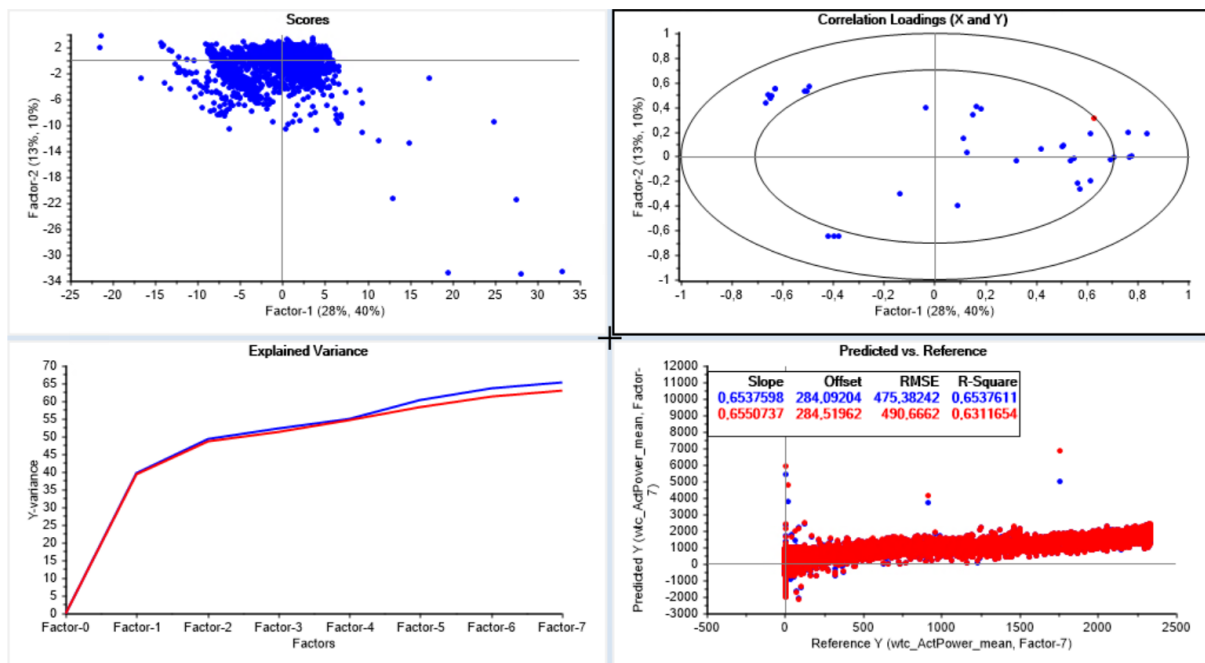 Scores
Factor-2 (13%, 10%)
3
2
-1
-2
-6
-10
-14
-18
-22
-26
-30
-34
-25 -20 -15 -10 -5 0 5 10 15 20 25 30 35
Factor-1 (28%, 40%)
Correlation Loadings (X and Y)
Factor-2 (13%, 10%)
1
0,8
0,6
0,4
0,2
0
-0,2
-0,4
-0,6
-0,8
-1
-1 -0,8 -0,6 -0,4 -0,2 0 0,2 0,4 0,6 0,8 1
Factor-1 (28%, 40%)
Explained Variance
Y-variance
70
65
60
55
50
45
40
35
30
25
20
15
10
5
0
Factor-0 Factor-1 Factor-2 Factor-3 Factor-4 Factor-5 Factor-6 Factor-7
Factors
Predicted vs. Reference
Predicted Y (wtc_ActPower_mean, Factor-
7)
12000
11000
10000
9000
8000
7000
6000
5000
4000
3000
2000
1000
0
-1000
-2000
-3000
Slope Offset RMSE R-Square
0,6537598 284,09204 475,38242 0,6537611
0,6550737 284,51962 490,6662 0,6311654
-500 0 500 1000 1500 2000 2500
Reference Y (wtc_ActPower_mean, Factor-7)